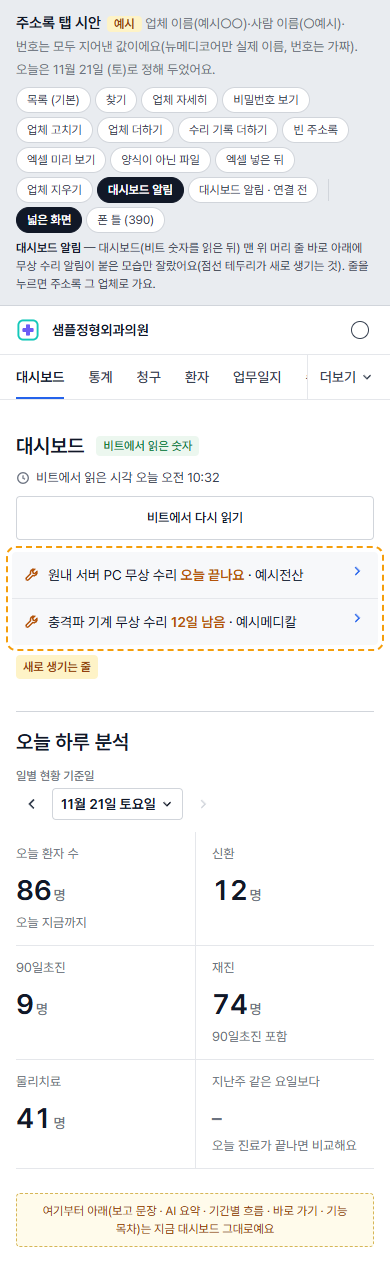 주소록 탭 시안 예시 업체 이름(예시○○)·사람 이름(○예시)·
번호는 모두 지어낸 값이에요(뉴메디코어만 실제 이름, 번호는 가짜).
오늘은 11월 21일 (토)로 정해 두었어요.
목록 (기본) 찾기 업체 자세히 비밀번호 보기
업체 고치기 업체 더하기 수리 기록 더하기 빈 주소록
엑셀 미리 보기 양식이 아닌 파일 엑셀 넣은 뒤
업체 지우기 대시보드 알림 대시보드 알림 · 연결 전
넓은 화면 폰 틀 (390)
대시보드 알림 — 대시보드(비트 숫자를 읽은 뒤) 맨 위 머리 줄 바로 아래에
무상 수리 알림이 붙은 모습만 잘랐어요(점선 테두리가 새로 생기는 것). 줄을
누르면 주소록 그 업체로 가요.
샘플정형외과의원
대시보드 통계 청구 환자 업무일지 더보기
대시보드 비트에서 읽은 숫자
비트에서 읽은 시각 오늘 오전 10:32
비트에서 다시 읽기
원내 서버 PC 무상 수리 오늘 끝나요 · 예시전산
충격파 기계 무상 수리 12일 남음 · 예시메디칼
새로 생기는 줄
오늘 하루 분석
일별 현황 기준일
11월 21일 토요일
오늘 환자 수 신환
86명 12명
오늘 지금까지
90일초진 재진
9명 74명
90일초진 포함
물리치료 지난주 같은 요일보다
41명 –
오늘 진료가 끝나면 비교해요
여기부터 아래(보고 문장 · AI 요약 · 기간별 흐름 · 바로 가기 · 기능
목차)는 지금 대시보드 그대로예요